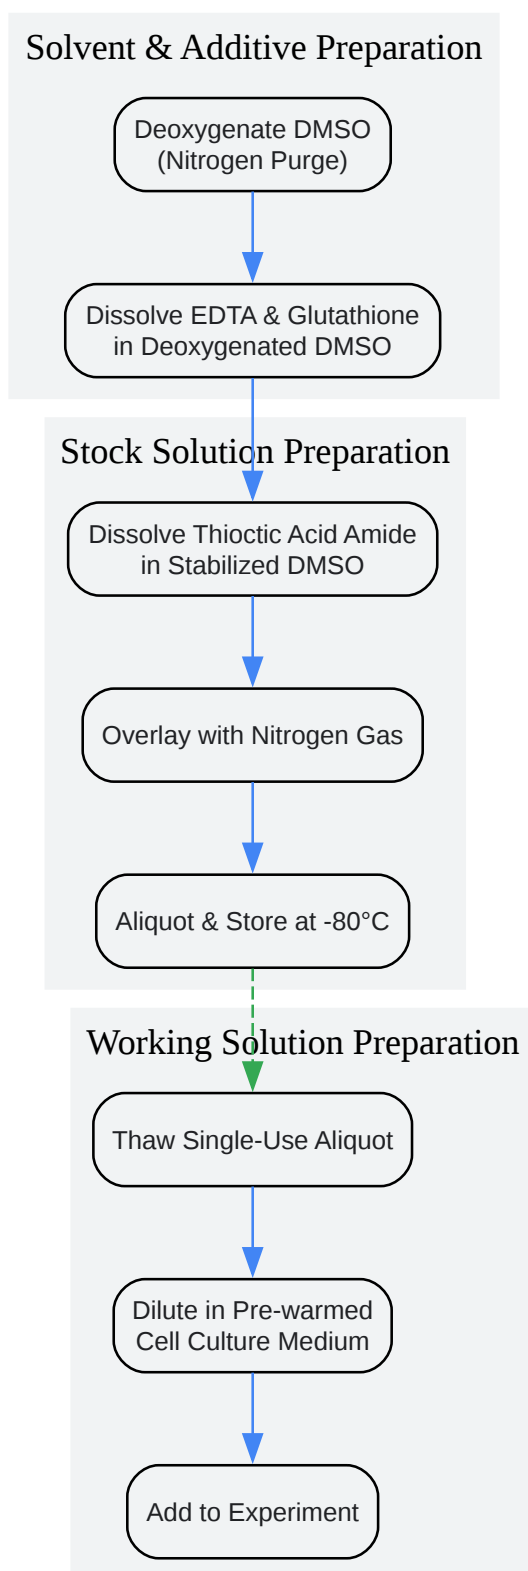 Solvent & Additive Preparation
Deoxygenate DMSO
(Nitrogen Purge)
Dissolve EDTA & Glutathione
in Deoxygenated DMSO
Stock Solution Preparation
Dissolve Thioctic Acid Amide
in Stabilized DMSO
Overlay with Nitrogen Gas
Aliquot & Store at -80°C
Working Solution Preparation
Thaw Single-Use Aliquot
Dilute in Pre-warmed
Cell Culture Medium
Add to Experiment